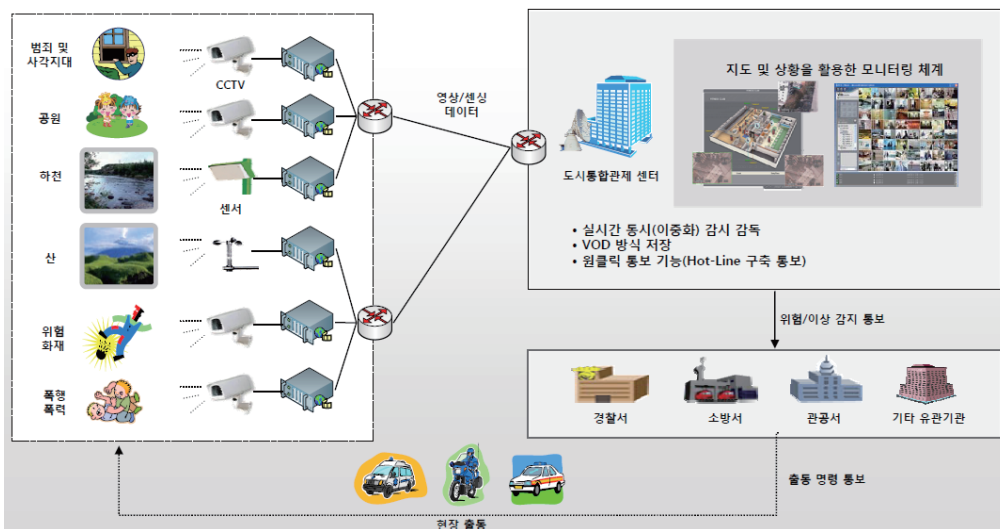 범죄 및
사각지대
CCTV
공원
하천
센서
산
위험
화재
폭행
폭력
영상/센싱
데이터
도시통합관제 센터
지도 및 상황을 활용한 모니터링 체계
• 실시간 통시(이중화) 감시 감독
• VOD 방식 저장
• 원클릭 통보 기능(Hot-Line 구축 통보)
위험/이상 감지 통보
경찰서
소방서
관공서
기타 유관기관
출동 명령 통보
현장 출동